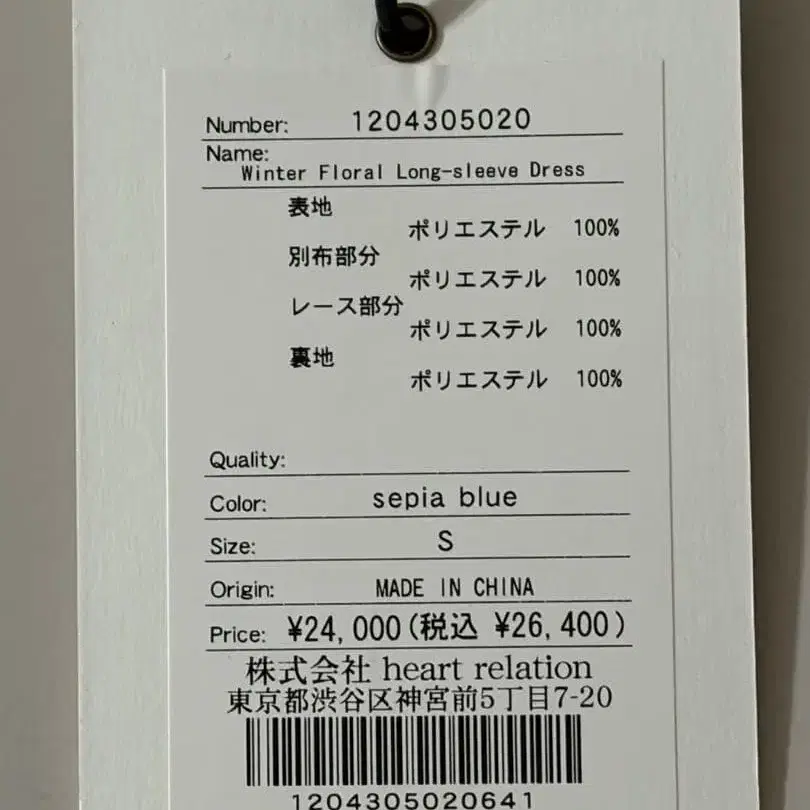 Number: 1204305020
Name:
Winter Floral Long-sleeve Dress
表地
ポリエステル 100%
別布部分
ポリエステル 100%
レース部分
ポリエステル 100%
裏地
ポリエステル 100%
Quality:
Color: sepia blue
Size: S
Origin: MADE IN CHINA
Price: ¥24,000(税込 ¥26,400)
株式会社 heart relation
東京都渋谷区神宮前5丁目7-20
1204305020641